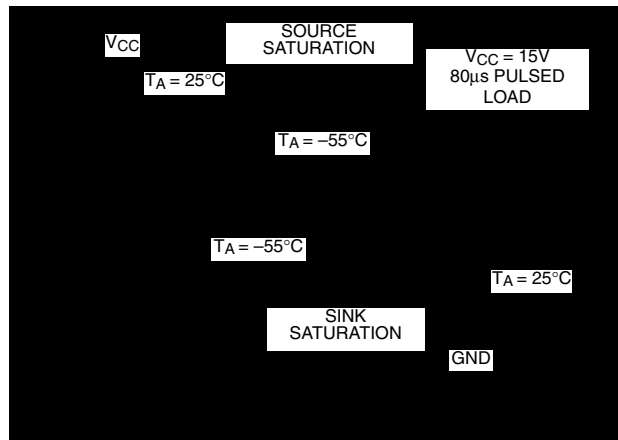 SOURCE
SATURATION
VCC
VCC = 15V
80µs PULSED
LOAD
TA = 25°C
TA = –55°C
TA = –55°C
TA = 25°C
SINK
SATURATION
GND